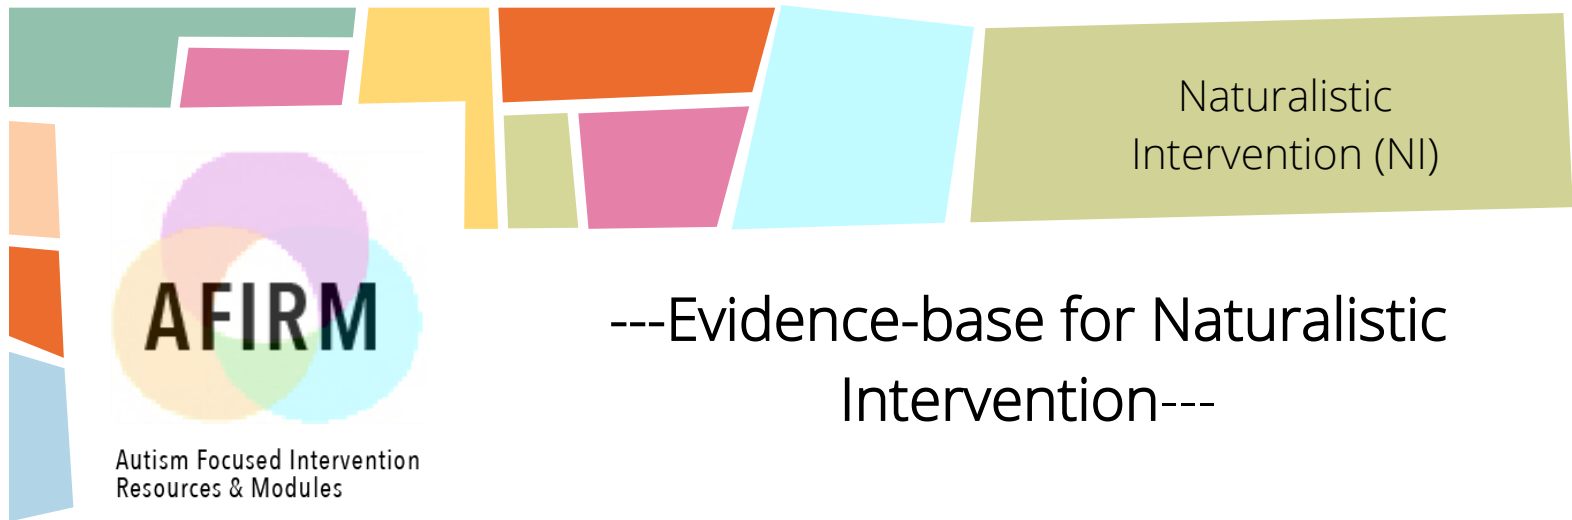 Naturalistic
Intervention (NI)
AFIRM
Autism Focused Intervention
Resources & Modules
---Evidence-base for Naturalistic
Intervention---